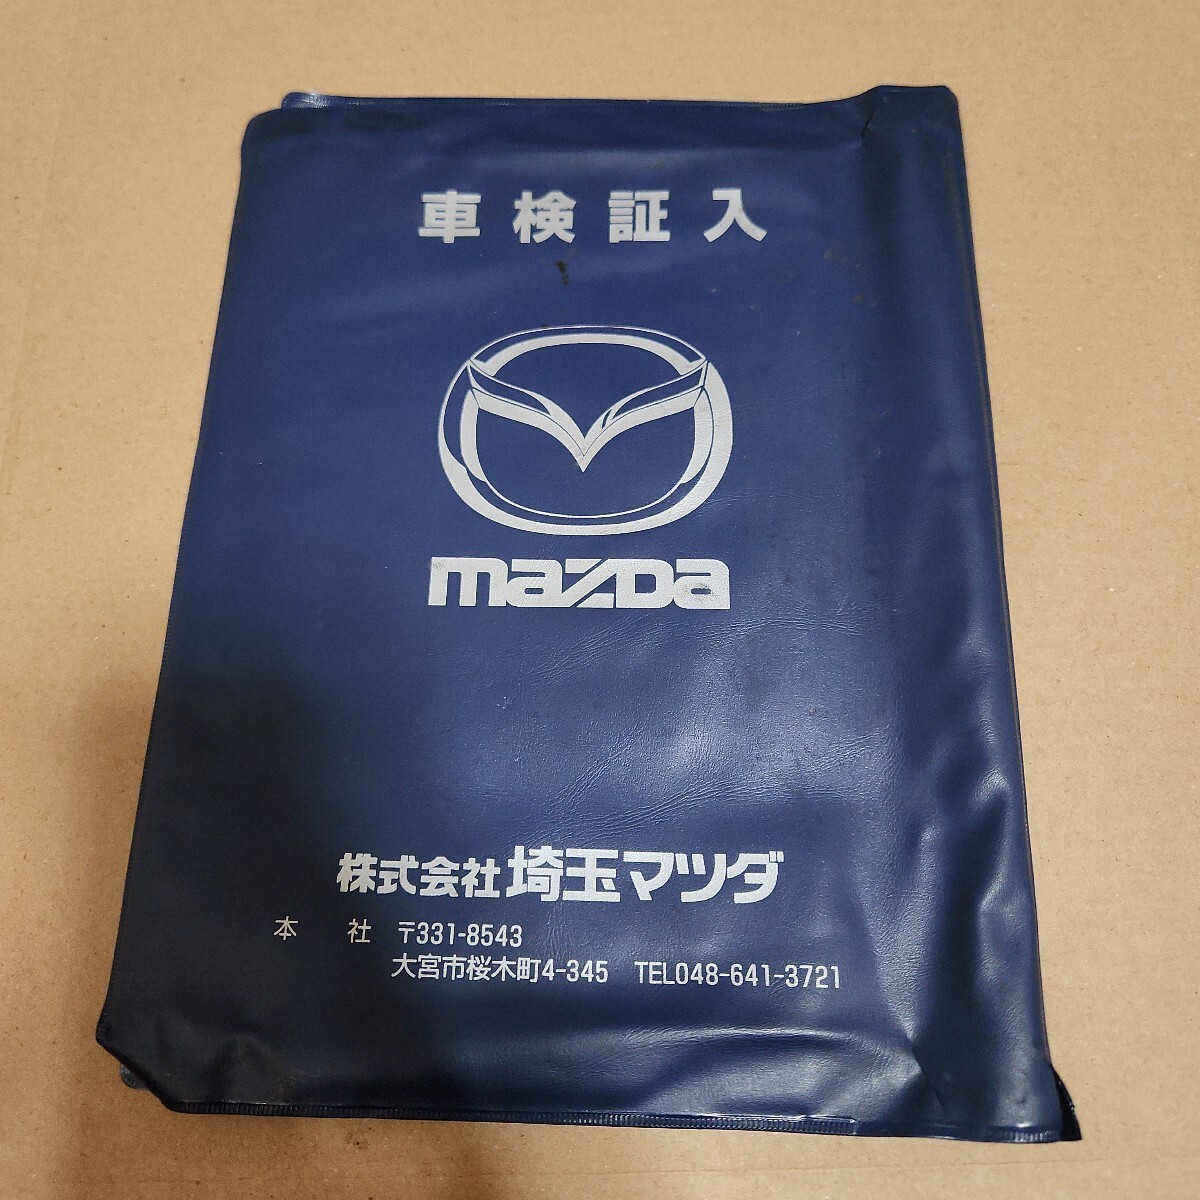 車検証入
mazda
株式会社埼玉マツダ
本 社 〒331-8543
大宮市桜木町4-345 TEL048-641-3721